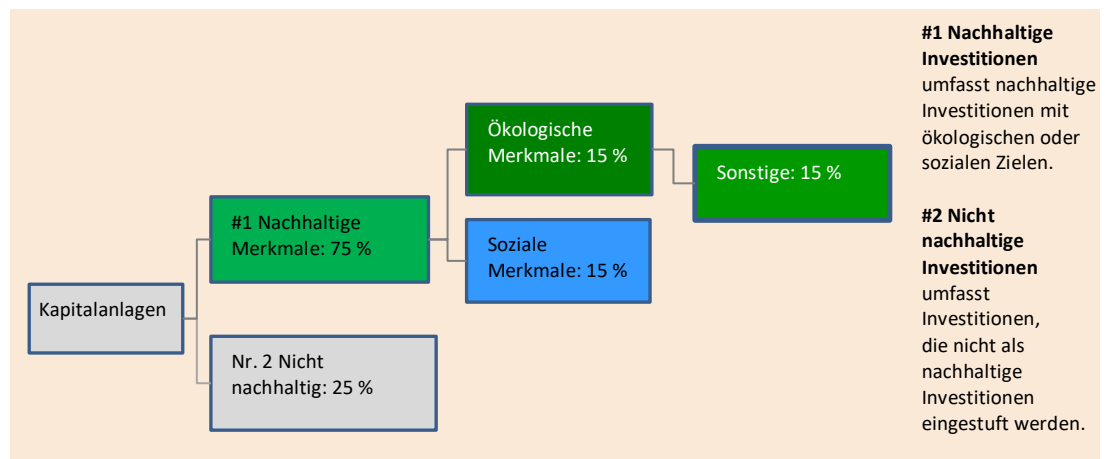 Kapitalanlagen
#1 Nachhaltige
Merkmale: 75 %
Nr. 2 Nicht
nachhaltig: 25 %
Ökologische
Merkmale: 15 %
Soziale
Merkmale: 15 %
Sonstige: 15 %
#1 Nachhaltige
Investitionen
umfasst nachhaltige
Investitionen mit
ökologischen oder
sozialen Zielen.
#2 Nicht
nachhaltige
Investitionen
umfasst
Investitionen,
die nicht als
nachhaltige
Investitionen
eingestuft werden.